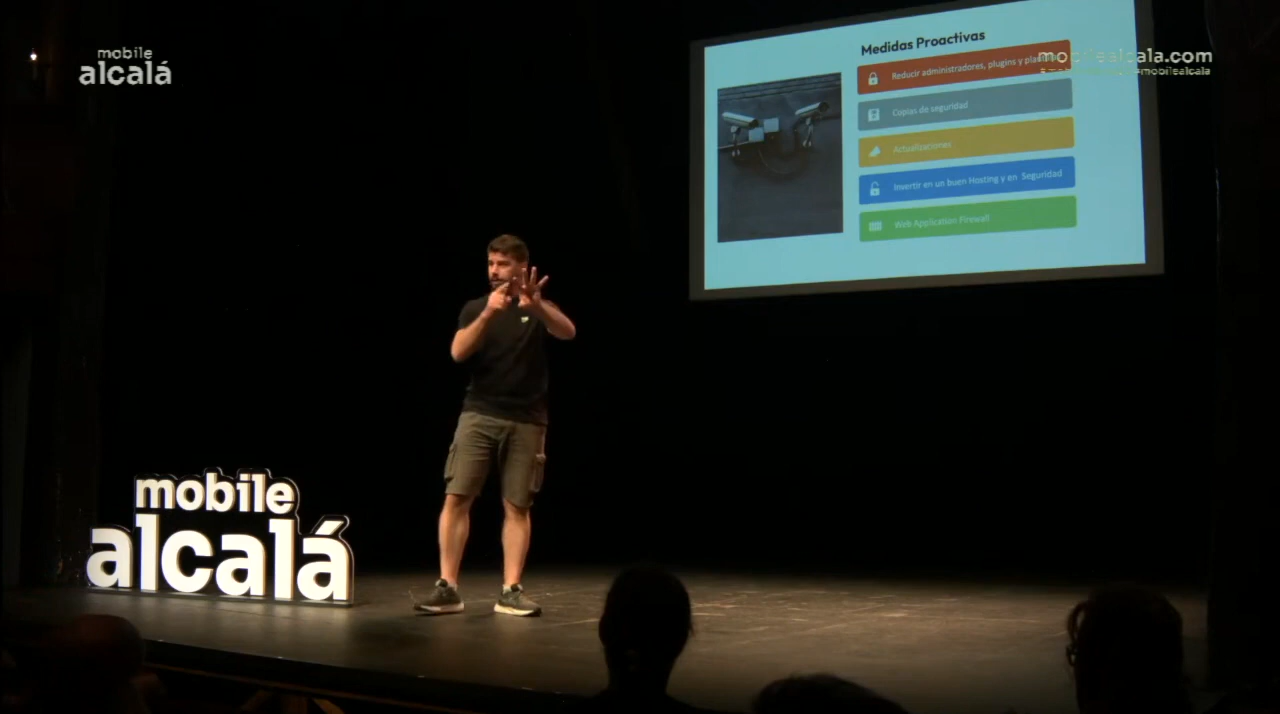 mobile
alcalá
mobilealcala.com
Medidas Proactivas
Reducir administradores, plugins y
Copias de seguridad
Actualizaciones
Invertir en un buen Hosting y en Seguridad
Web Application Firewall
mobile
alcalá